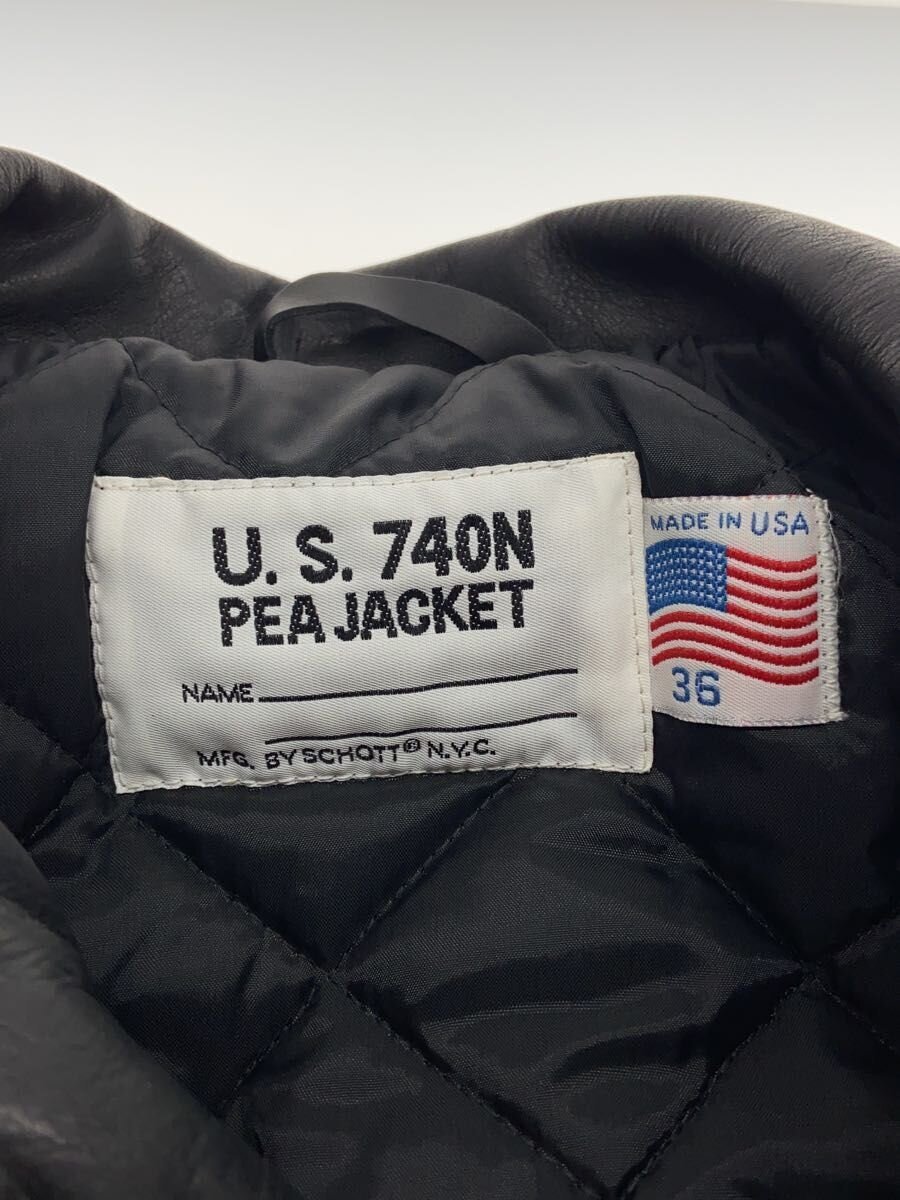 U. S. 740N
PEA JACKET
NAME
MFG. BY SCHOTT® N.Y.C.
MADE IN USA
36